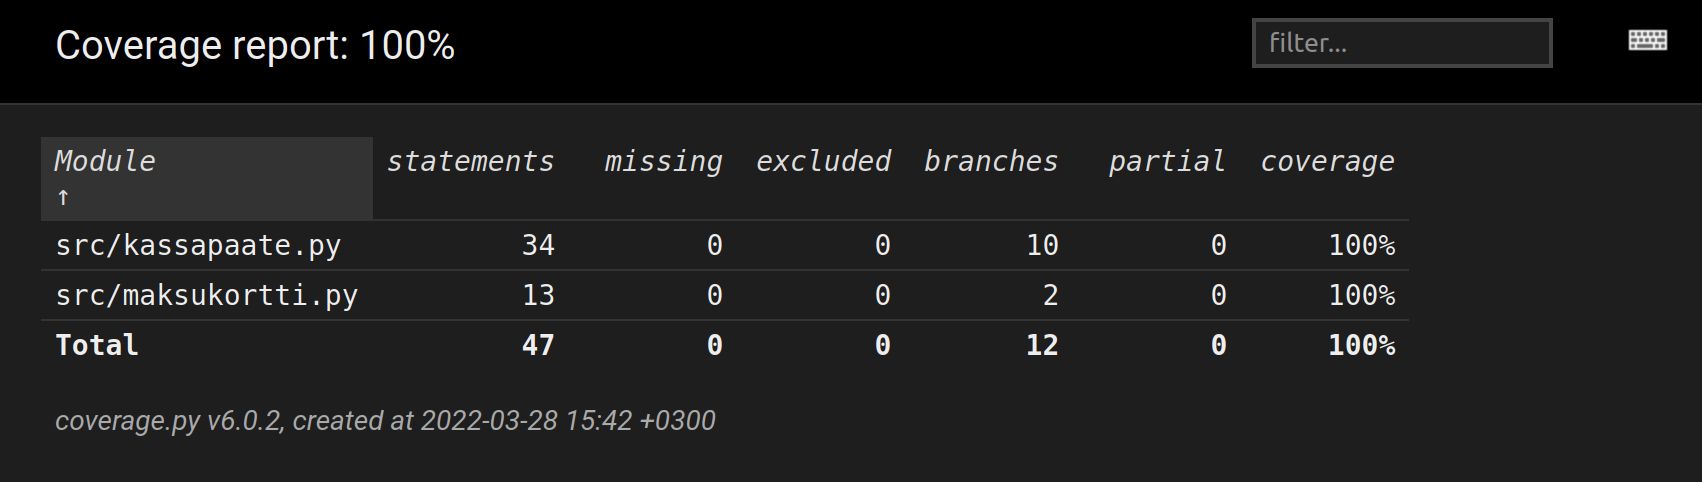 Coverage report: 100%
filter...
Module statements missing excluded branches partial coverage
↑
src/kassapaate.py 34 0 0 10 0 100%
src/maksukortti.py 13 0 0 2 0 100%
Total 47 0 0 12 0 100%
coverage.py v6.0.2, created at 2022-03-28 15:42 +0300